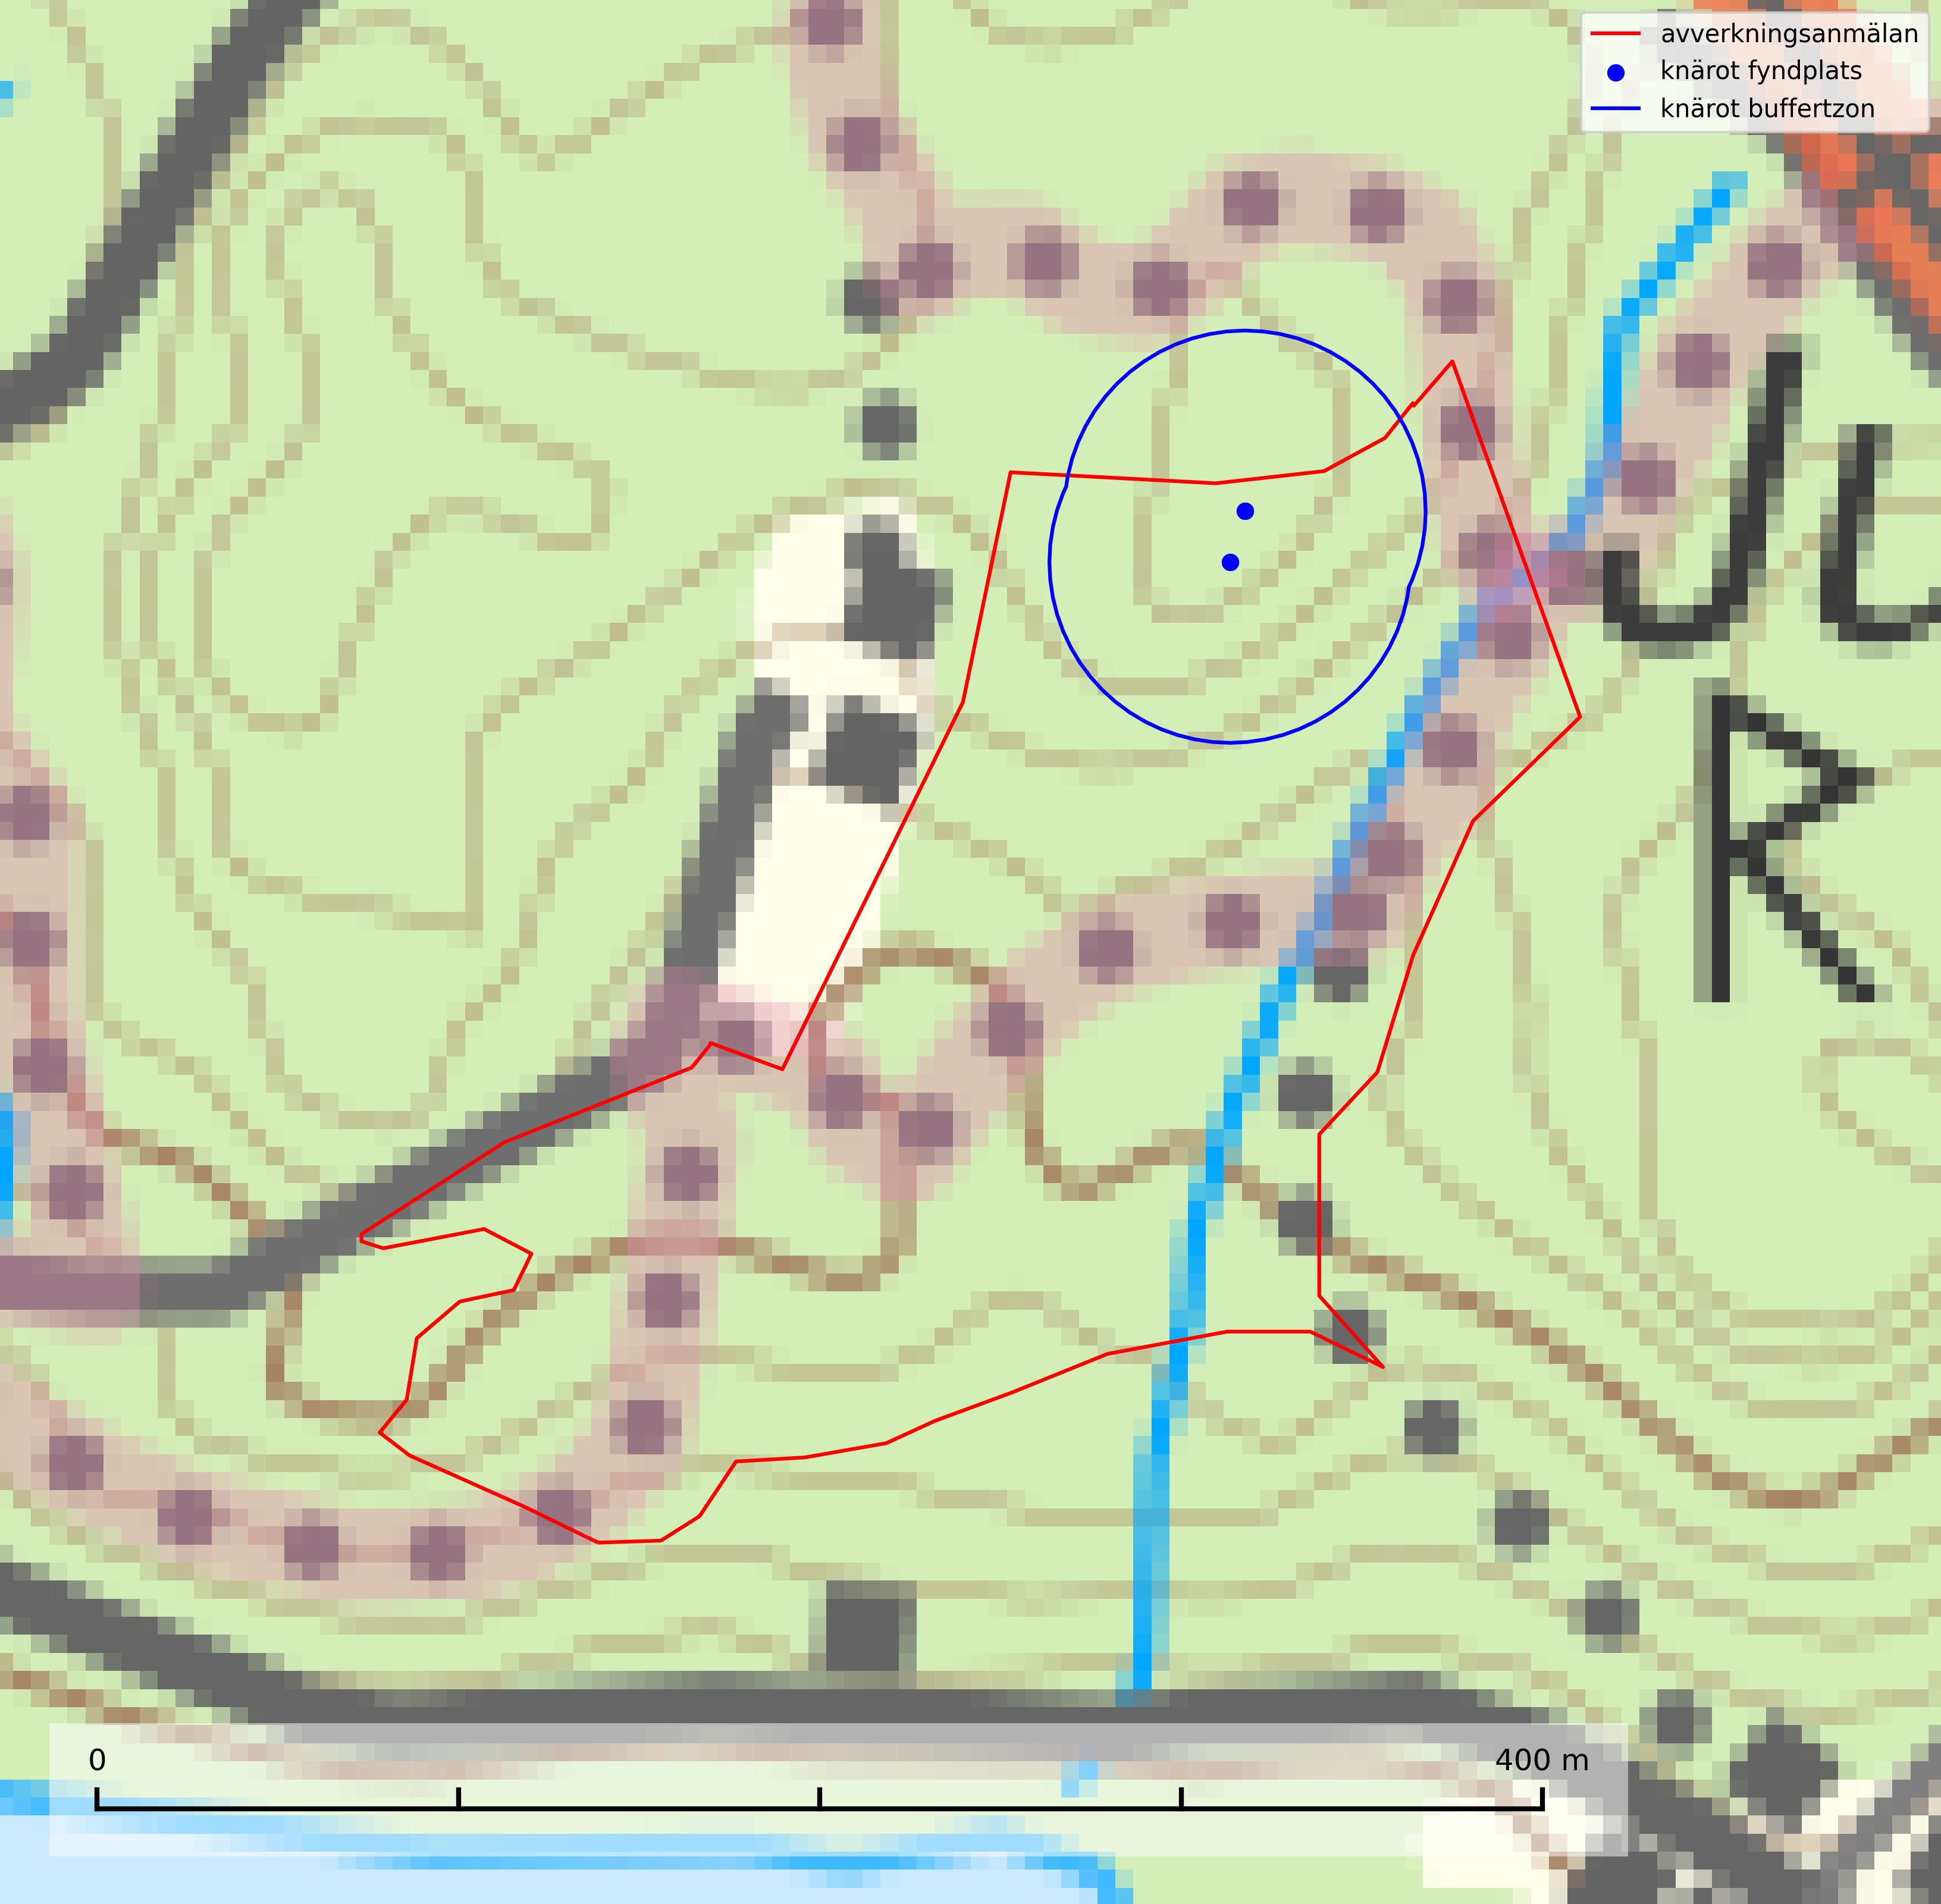 avverkningsanmälan
knärot fyndplats
knärot buffertzon
0 400 m